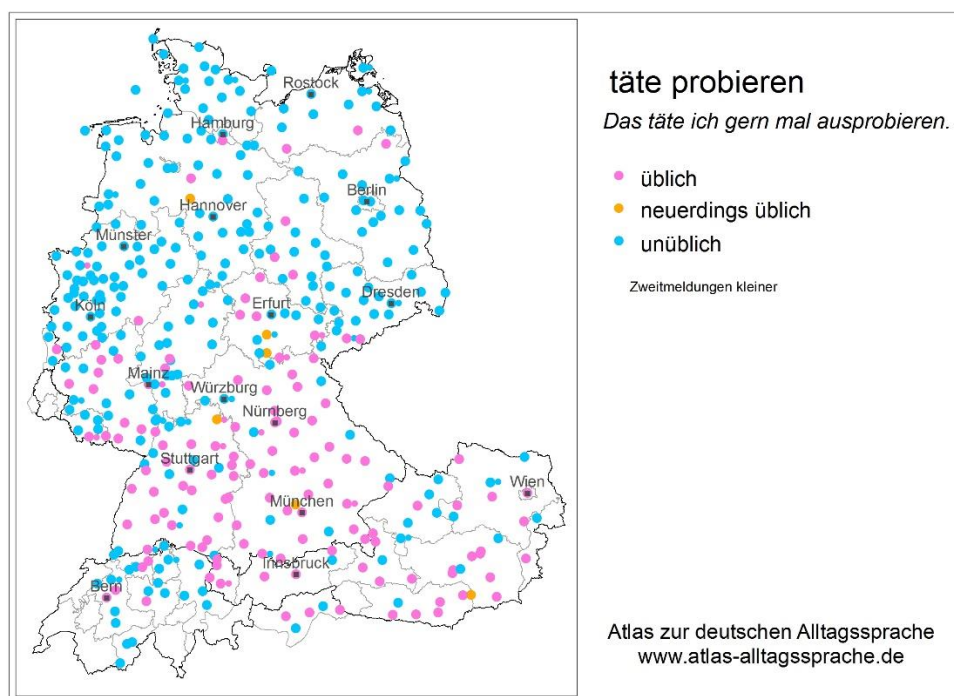 täte probieren
Das täte ich gern mal ausprobieren.
üblich
neuerdings üblich
unüblich
Zweitmeldungen kleiner
Rostock
Hamburg
Berlin
Hannover
Münster
Köln
Erfurt
Dresden
Mainz
Würzburg
Nürnberg
Stuttgart
München
Wien
Innsbruck
Bern
Atlas zur deutschen Alltagssprache
www.atlas-alltagssprache.de